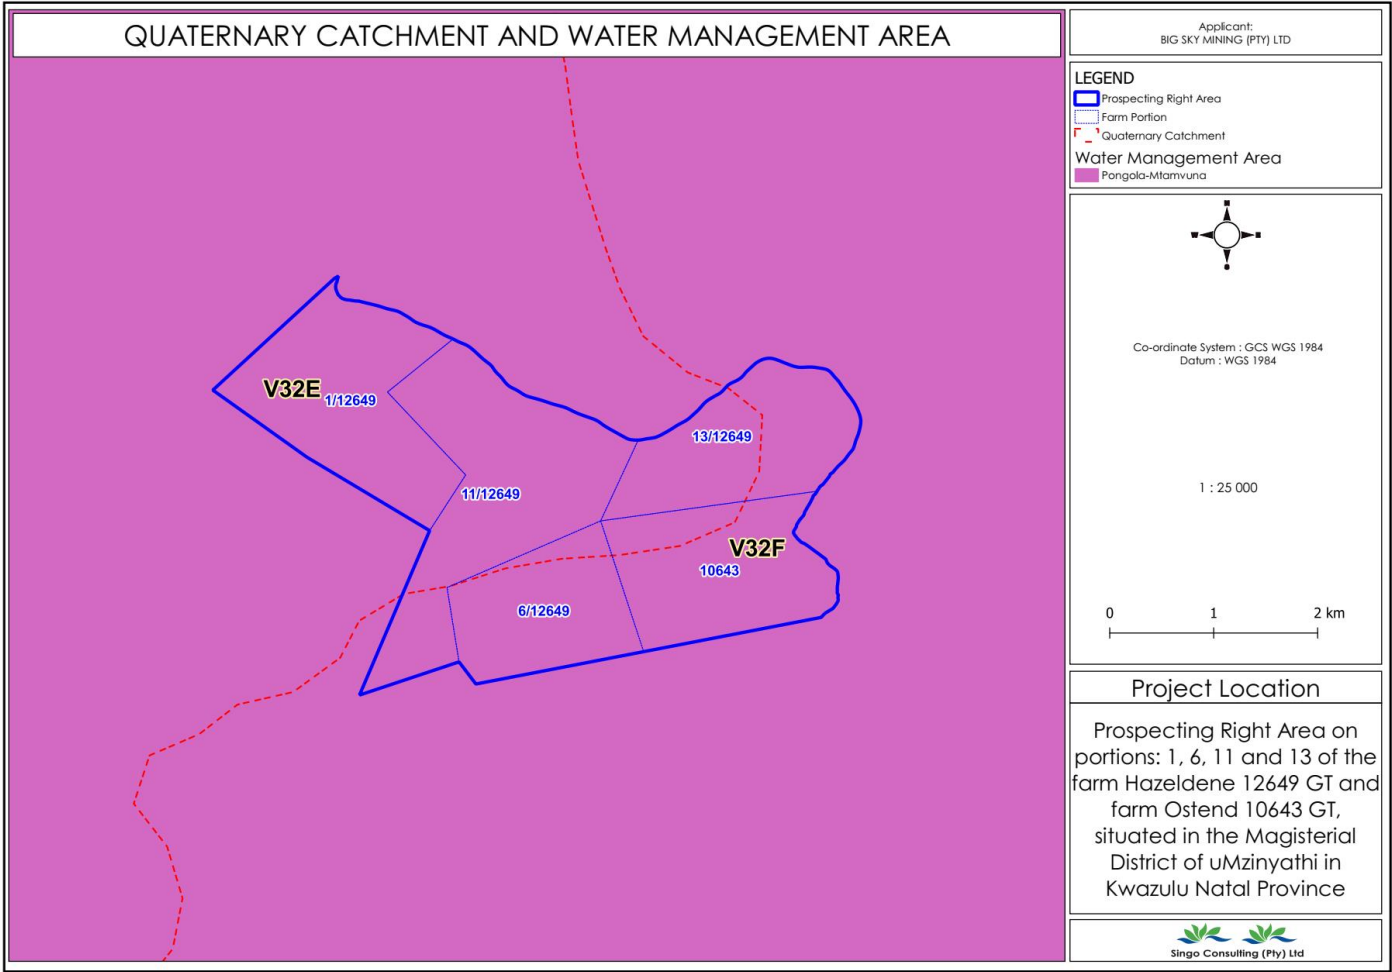 QUATERNARY CATCHMENT AND WATER MANAGEMENT AREA
Applicant:
BIG SKY MINING (PTY) LTD
LEGEND
Prospecting Right Area
Farm Portion
Quaternary Catchment
Water Management Area
Pongola-Mtamvuna
Co-ordinate System : GCS WGS 1984
Datum : WGS 1984
1 : 25 000
0 1 2 km
Project Location
Prospecting Right Area on
portions: 1, 6, 11 and 13 of the
farm Hazeldene 12649 GT and
farm Ostend 10643 GT,
situated in the Magisterial
District of uMzinyathi in
Kwazulu Natal Province
Singo Consulting (Pty) Ltd
V32E
1/12649
13/12649
11/12649
V32F
10643
6/12649